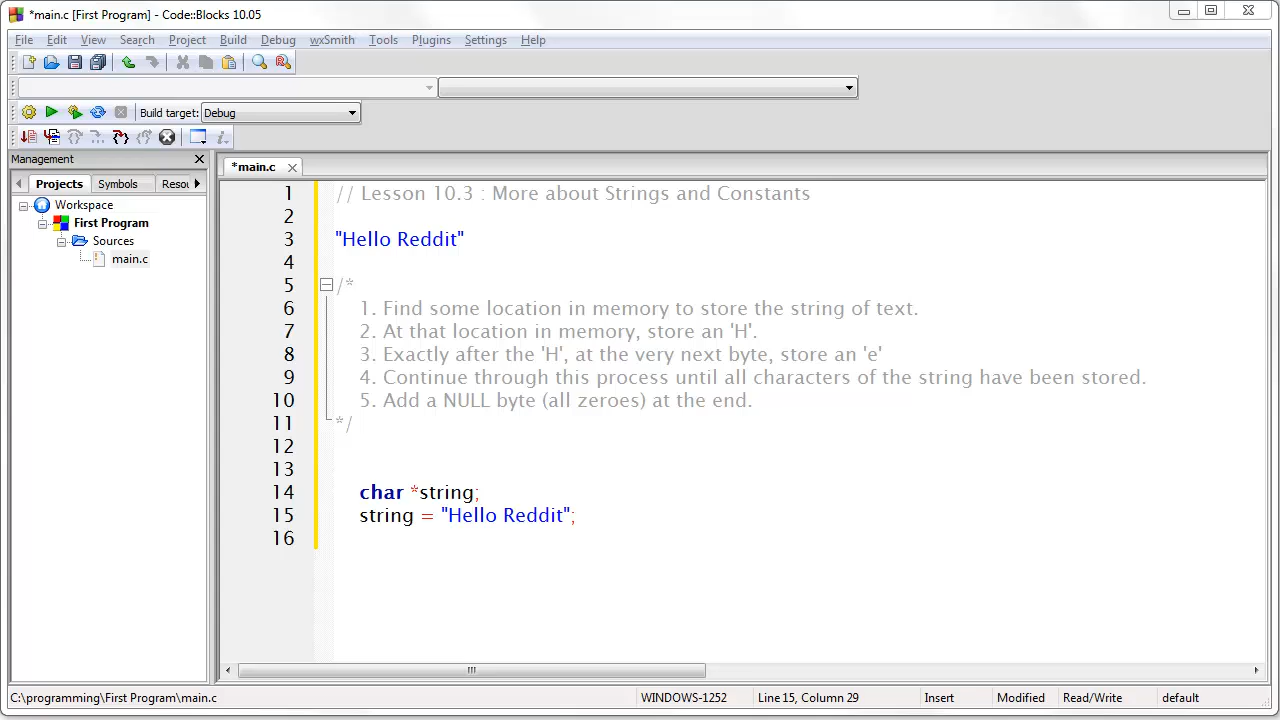 *main.c [First Program] - Code::Blocks 10.05
File Edit View Search Project Build Debug wxSmith Tools Plugins Settings Help
Build target: Debug
Management
*main.c
Projects Symbols Resou
Workspace
First Program
Sources
main.c
1 // Lesson 10.3 : More about Strings and Constants
2
3 "Hello Reddit"
4
5 /*
6 1. Find some location in memory to store the string of text.
7 2. At that location in memory, store an 'H'.
8 3. Exactly after the 'H', at the very next byte, store an 'e'
9 4. Continue through this process until all characters of the string have been stored.
10 5. Add a NULL byte (all zeroes) at the end.
11 */
12
13
14 char *string;
15 string = "Hello Reddit";
16
C:\programming\First Program\main.c WINDOWS-1252 Line 15, Column 29 Insert Modified Read/Write default